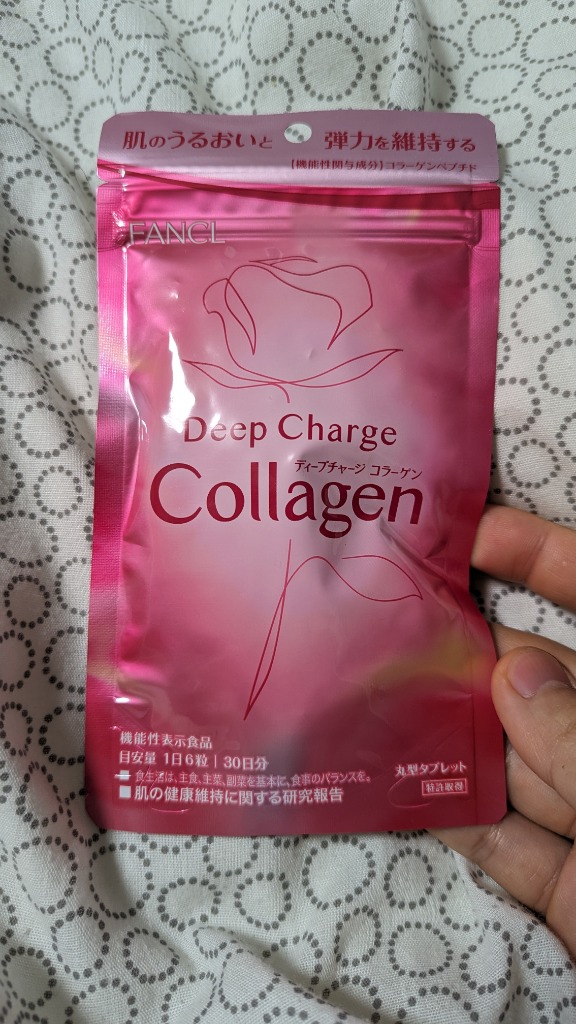 肌のうるおいと 弾力を維持する
【機能性関与成分】コラーゲンペプチド
FANCL
Deep Charge
ディープチャージ コラーゲン
Collagen
機能性表示食品
目安量 1日6粒 | 30日分
食生活は、主食、主菜、副菜を基本に、食事のバランスを。
■肌の健康維持に関する研究報告
丸型タブレット
特許取得